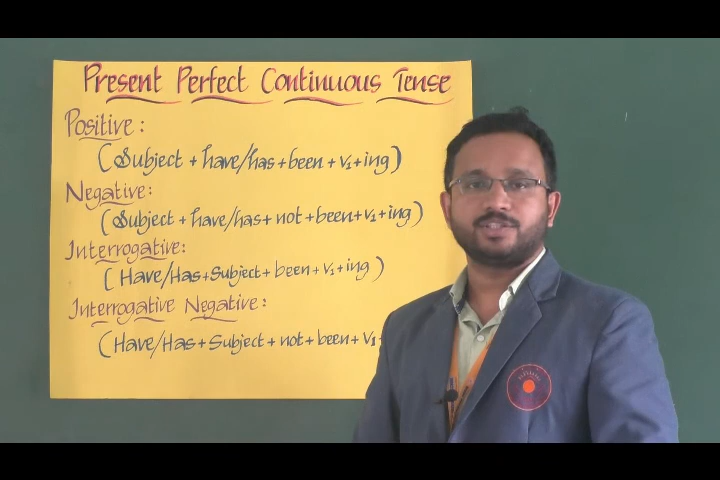 Present Perfect Continuous Tense
Positive:
(Subject + have/has + been + v₁ + ing)
Negative:
(Subject + have/has + not + been + v₁ + ing)
Interrogative:
(Have/Has + Subject + been + v₁ + ing)
Interrogative Negative:
(Have/Has + Subject + not + been + v₁ +